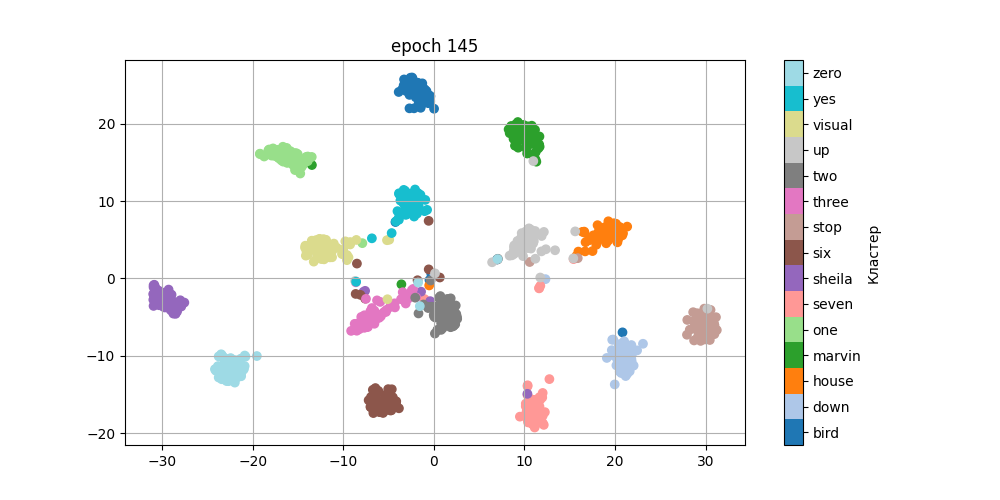 epoch 145
20
10
0
−10
−20
−30
−20
−10
0
10
20
30
zero
yes
visual
up
two
three
stop
six
sheila
seven
one
marvin
house
down
bird
Кластер